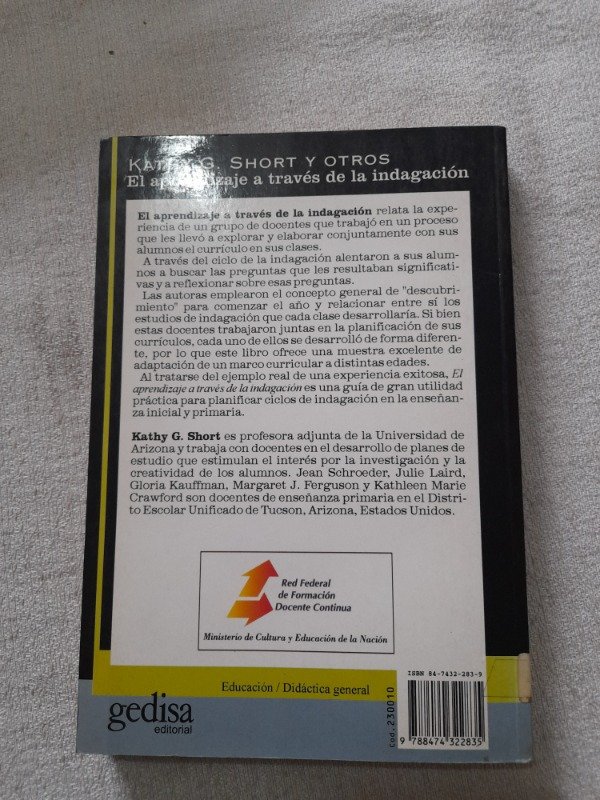 KATHY G. SHORT Y OTROS
El aprendizaje a través de la indagación
El aprendizaje a través de la indagación relata la expe-
riencia de un grupo de docentes que trabajó en un proceso
que les llevó a explorar y elaborar conjuntamente con sus
alumnos el currículo en sus clases.
A través del ciclo de la indagación alentaron a sus alum-
nos a buscar las preguntas que les resultaban significati-
vas y a reflexionar sobre esas preguntas.
Las autoras emplearon el concepto general de "descubri-
miento" para comenzar el año y relacionar entre sí los
estudios de indagación que cada clase desarrollaría. Si bien
estas docentes trabajaron juntas en la planificación de sus
currículos, cada uno de ellos se desarrolló de forma diferen-
te, por lo que este libro ofrece una muestra excelente de
adaptación de un marco curricular a distintas edades.
Al tratarse del ejemplo real de una experiencia exitosa, El
aprendizaje a través de la indagación es una guía de gran utilidad
práctica para planificar ciclos de indagación en la enseñan-
za inicial y primaria.
Kathy G. Short es profesora adjunta de la Universidad de
Arizona y trabaja con docentes en el desarrollo de planes de
estudio que estimulan el interés por la investigación y la
creatividad de los alumnos. Jean Schroeder, Julie Laird,
Gloria Kauffman, Margaret J. Ferguson y Kathleen Marie
Crawford son docentes de enseñanza primaria en el Distri-
to Escolar Unificado de Tucson, Arizona, Estados Unidos.
Red Federal
de Formación
Docente Continua
Ministerio de Cultura y Educación de la Nación
Educación / Didáctica general
gedisa
editorial
Cod. 230010
ISBN 84-7432-283-9
9 788474 322835